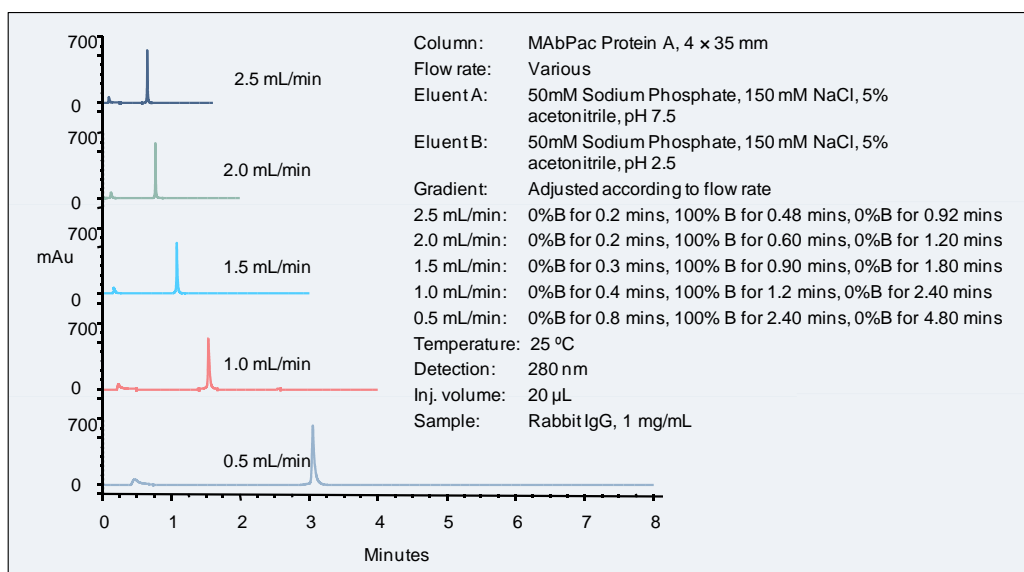 700
0
2.5 mL/min
700
0
2.0 mL/min
700
0
1.5 mL/min
mAu
700
0
1.0 mL/min
700
0
0.5 mL/min
0 1 2 3 4 5 6 7 8
Minutes
Column: MAbPac Protein A, 4 × 35 mm
Flow rate: Various
Eluent A: 50mM Sodium Phosphate, 150 mM NaCl, 5%
acetonitrile, pH 7.5
Eluent B: 50mM Sodium Phosphate, 150 mM NaCl, 5%
acetonitrile, pH 2.5
Gradient: Adjusted according to flow rate
2.5 mL/min: 0%B for 0.2 mins, 100% B for 0.48 mins, 0%B for 0.92 mins
2.0 mL/min: 0%B for 0.2 mins, 100% B for 0.60 mins, 0%B for 1.20 mins
1.5 mL/min: 0%B for 0.3 mins, 100% B for 0.90 mins, 0%B for 1.80 mins
1.0 mL/min: 0%B for 0.4 mins, 100% B for 1.2 mins, 0%B for 2.40 mins
0.5 mL/min: 0%B for 0.8 mins, 100% B for 2.40 mins, 0%B for 4.80 mins
Temperature: 25 ºC
Detection: 280 nm
Inj. volume: 20 µL
Sample: Rabbit IgG, 1 mg/mL